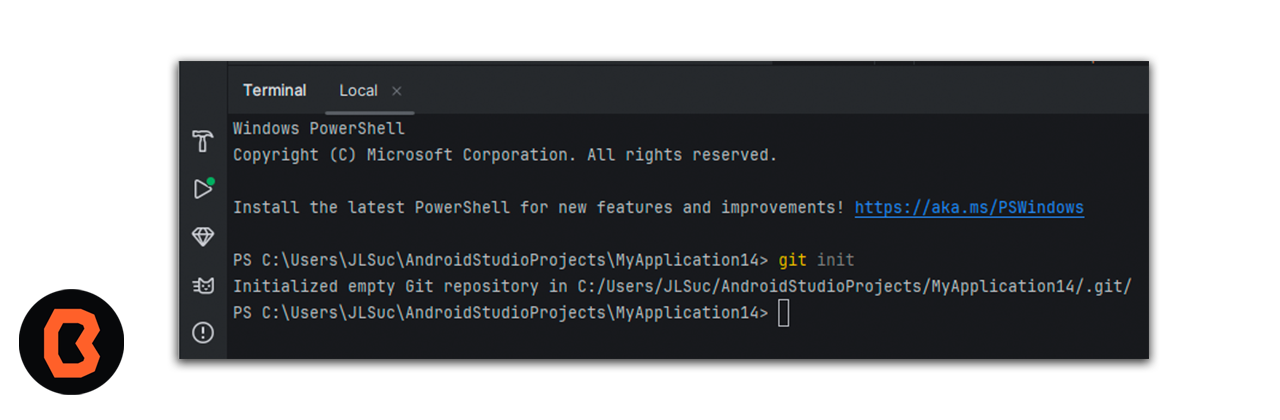 Terminal Local
Windows PowerShell
Copyright (C) Microsoft Corporation. All rights reserved.
Install the latest PowerShell for new features and improvements! https://aka.ms/PSWindows
PS C:\Users\JLSuc\AndroidStudioProjects\MyApplication14> git init
Initialized empty Git repository in C:/Users/JLSuc/AndroidStudioProjects/MyApplication14/.git/
PS C:\Users\JLSuc\AndroidStudioProjects\MyApplication14>